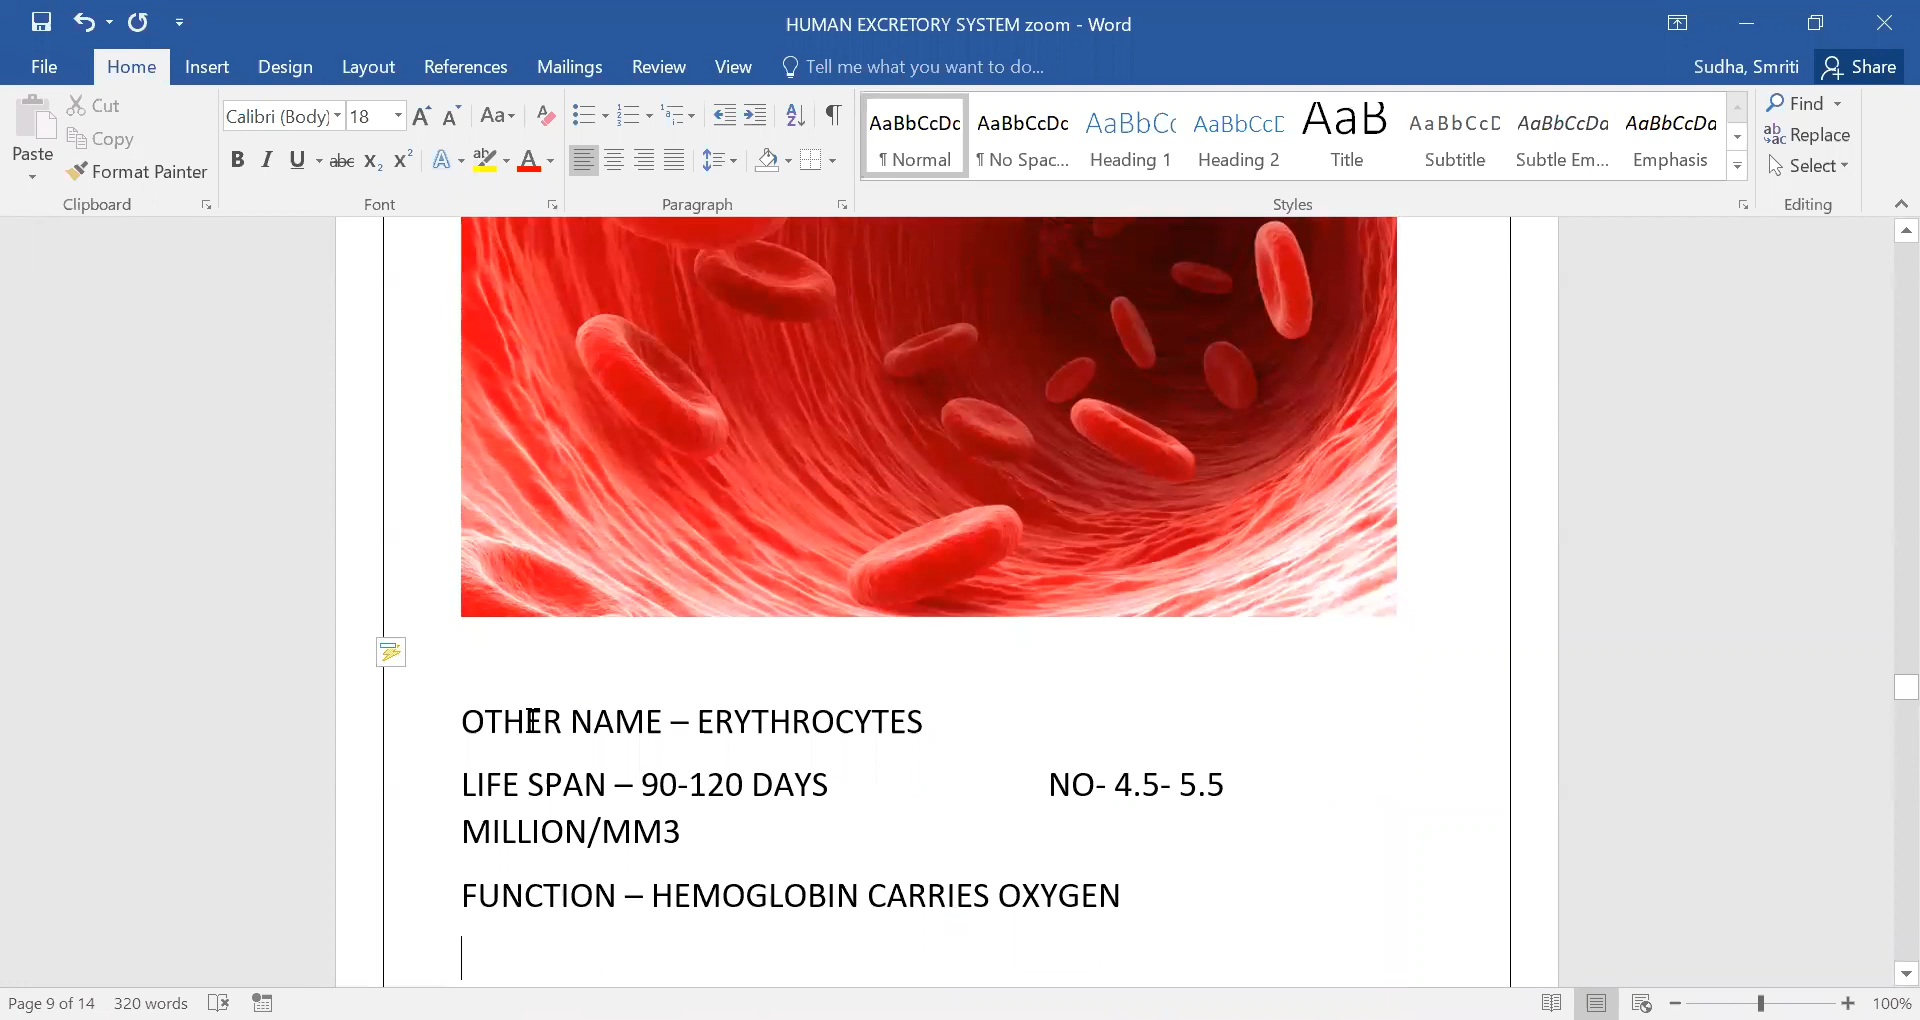 HUMAN EXCRETORY SYSTEM zoom - Word
File Home Insert Design Layout References Mailings Review View Tell me what you want to do... Sudha, Smriti Share
Paste Cut Copy Format Painter Clipboard
Calibri (Body) 18 Aa Font
Paragraph
AaBbCcDc AaBbCcDc AaBbCc AaBbCcD AaB AaBbCcD AaBbCcDa AaBbCcDa
¶ Normal ¶ No Spac... Heading 1 Heading 2 Title Subtitle Subtle Em... Emphasis
Styles
Find
Replace
Select
Editing
OTHER NAME – ERYTHROCYTES
LIFE SPAN – 90-120 DAYS NO- 4.5- 5.5
MILLION/MM3
FUNCTION – HEMOGLOBIN CARRIES OXYGEN
Page 9 of 14 320 words 100%